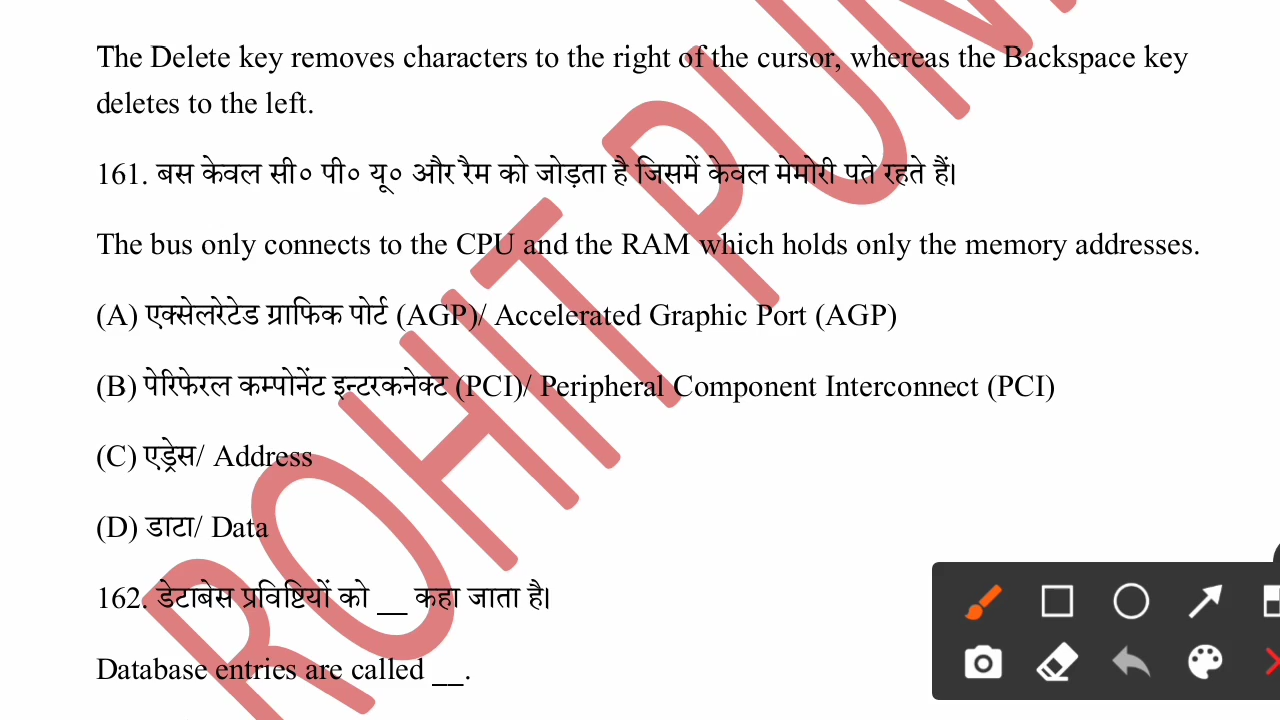 The Delete key removes characters to the right of the cursor, whereas the Backspace key
deletes to the left.
161. बस केवल सी० पी० यू० और रैम को जोड़ता है जिसमें केवल मेमोरी पते रहते हैं।
The bus only connects to the CPU and the RAM which holds only the memory addresses.
(A) एक्सेलरेटेड ग्राफिक पोर्ट (AGP)/ Accelerated Graphic Port (AGP)
(B) पेरिफेरल कम्पोनेंट इन्टरकनेक्ट (PCI)/ Peripheral Component Interconnect (PCI)
(C) एड्रेस/ Address
(D) डाटा/ Data
162. डेटाबेस प्रविष्टियों को __ कहा जाता है।
Database entries are called __.
ROHIT PUN